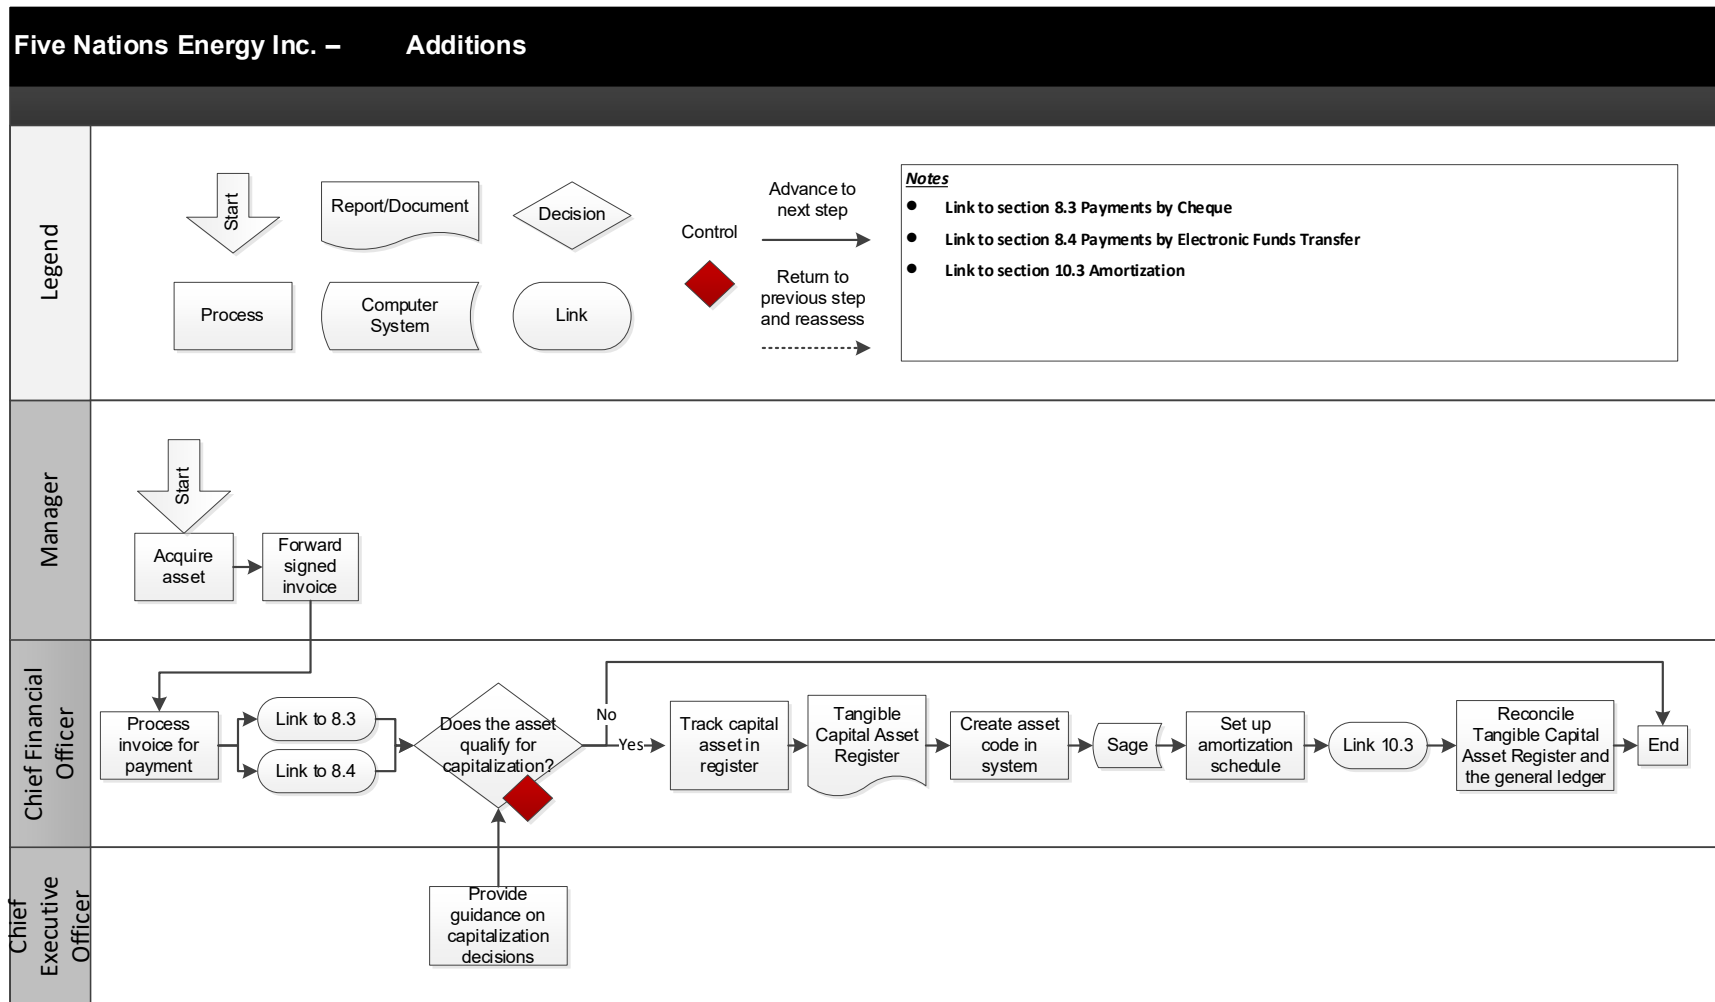 Five Nations Energy Inc. – Additions
Legend
Start
Report/Document
Decision
Control
Advance to
next step
Process
Computer
System
Link
Return to
previous step
and reassess
Notes
● Link to section 8.3 Payments by Cheque
● Link to section 8.4 Payments by Electronic Funds Transfer
● Link to section 10.3 Amortization
Manager
Start
Acquire
asset
Forward
signed
invoice
Chief Financial
Officer
Process
invoice for
payment
Link to 8.3
Link to 8.4
Does the asset
qualify for
capitalization?
No
Yes
Track capital
asset in
register
Tangible
Capital Asset
Register
Create asset
code in
system
Sage
Set up
amortization
schedule
Link 10.3
Reconcile
Tangible Capital
Asset Register and
the general ledger
End
Chief
Executive
Officer
Provide
guidance on
capitalization
decisions